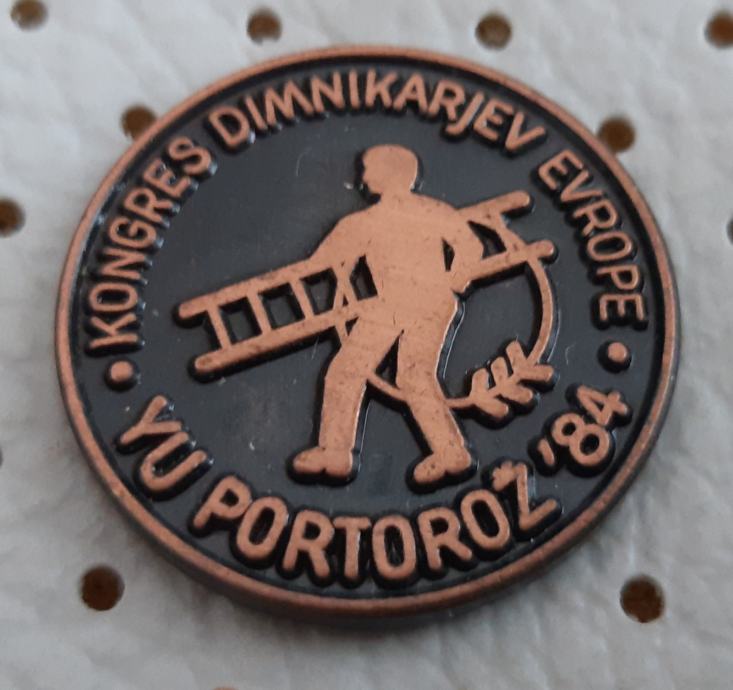 KONGRES DIMNIKARJEV EVROPE
YU PORTOROŽ '84